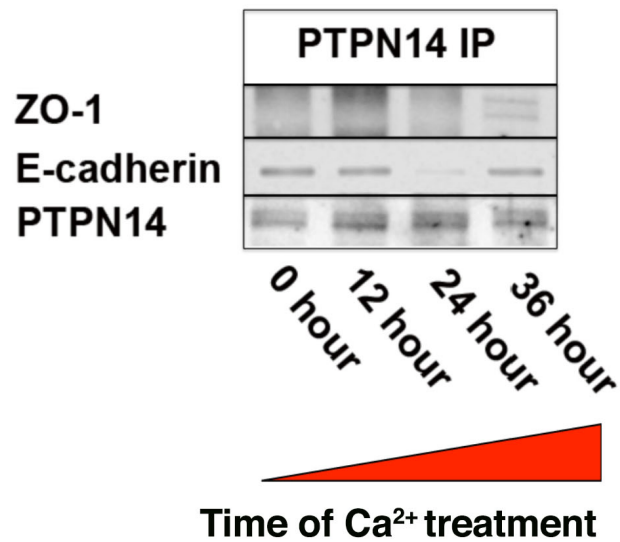 PTPN14 IP
ZO-1
E-cadherin
PTPN14
0 hour
12 hour
24 hour
36 hour
Time of Ca²⁺ treatment